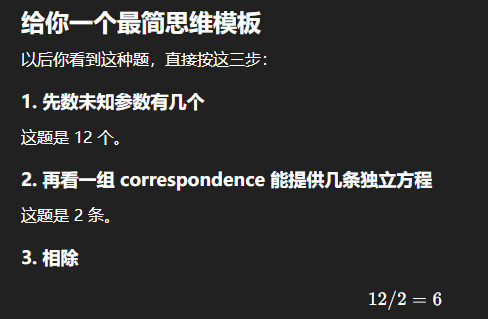 给你一个最简思维模板
以后你看到这种题，直接按这三步：
1. 先数未知参数有几个
这题是 12 个。
2. 再看一组 correspondence 能提供几条独立方程
这题是 2 条。
3. 相除
12/2 = 6